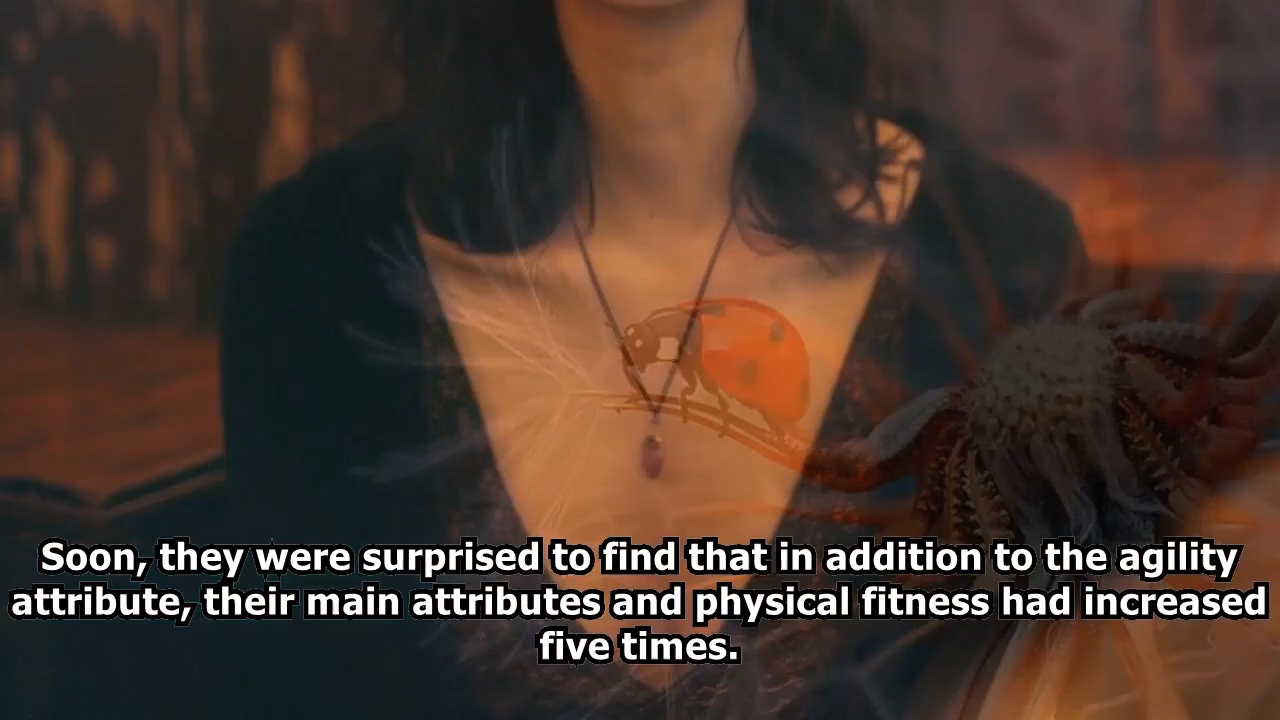 Soon, they were surprised to find that in addition to the agility
attribute, their main attributes and physical fitness had increased
five times.